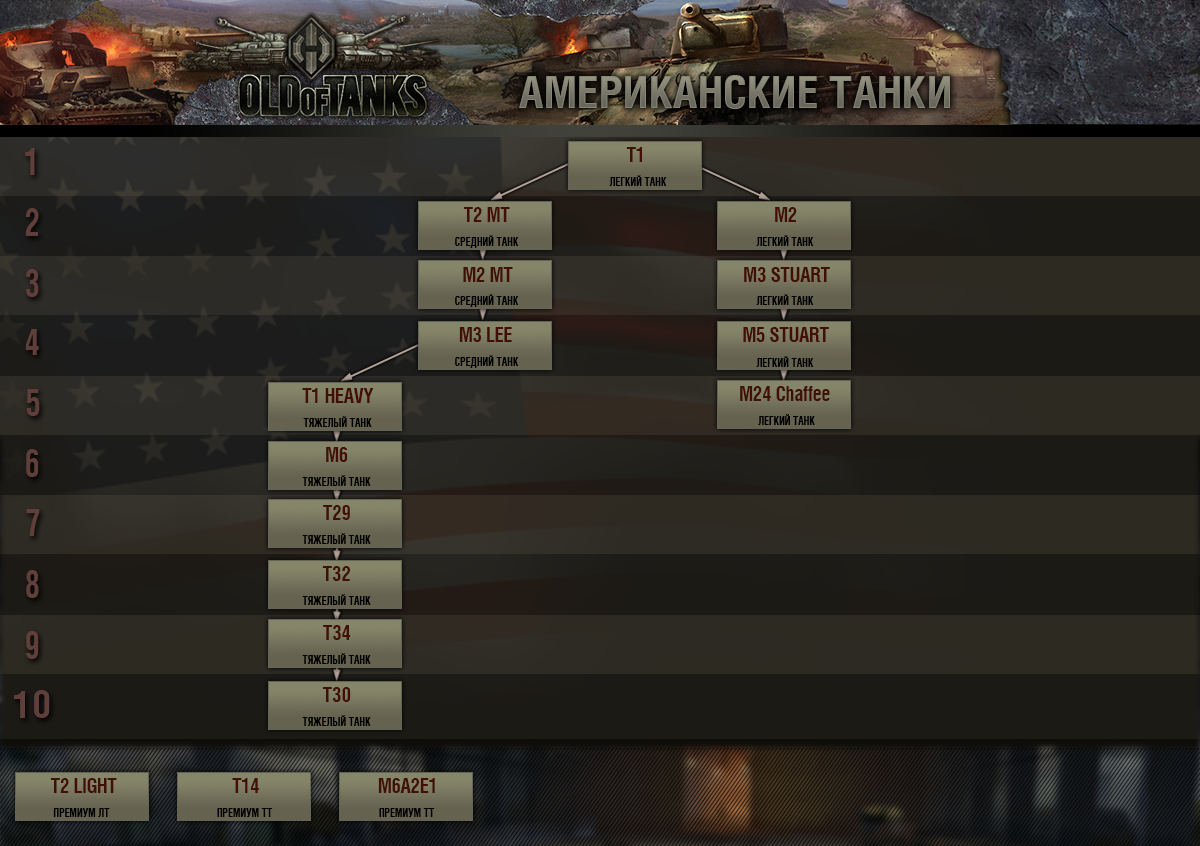 OLD OF TANKS
АМЕРИКАНСКИЕ ТАНКИ
1
T1
ЛЕГКИЙ ТАНК
2
T2 MT
СРЕДНИЙ ТАНК
M2
ЛЕГКИЙ ТАНК
3
M2 MT
СРЕДНИЙ ТАНК
M3 STUART
ЛЕГКИЙ ТАНК
4
M3 LEE
СРЕДНИЙ ТАНК
M5 STUART
ЛЕГКИЙ ТАНК
5
T1 HEAVY
ТЯЖЕЛЫЙ ТАНК
M24 Chaffee
ЛЕГКИЙ ТАНК
6
M6
ТЯЖЕЛЫЙ ТАНК
7
T29
ТЯЖЕЛЫЙ ТАНК
8
T32
ТЯЖЕЛЫЙ ТАНК
9
T34
ТЯЖЕЛЫЙ ТАНК
10
T30
ТЯЖЕЛЫЙ ТАНК
T2 LIGHT
ПРЕМИУМ ЛТ
T14
ПРЕМИУМ ТТ
M6A2E1
ПРЕМИУМ ТТ